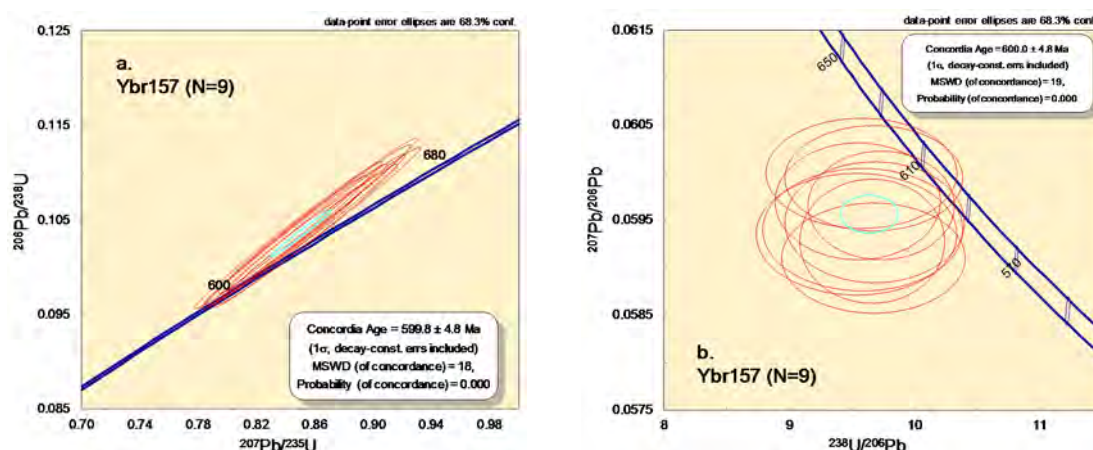 data-point error ellipses are 68.3% conf.
0.125
a.
Ybr157 (N=9)
0.115
680
0.105
600
0.095
0.085
0.70
0.78
0.82
0.86
0.90
0.94
0.98
206Pb/238U
207Pb/235U
Concordia Age = 599.8 ± 4.8 Ma
(1σ, decay-const. errs included)
MSWD (of concordance) = 18,
Probability (of concordance) = 0.000
data-point error ellipses are 68.3% conf
0.0615
650
Concordia Age = 600.0 ± 4.8 Ma
(1σ, decay-const. errs included)
MSWD (of concordance) = 19,
Probability (of concordance) = 0.000
0.0605
610
0.0595
570
0.0585
b.
Ybr157 (N=9)
0.0575
8
9
10
11
207Pb/206Pb
238U/206Pb